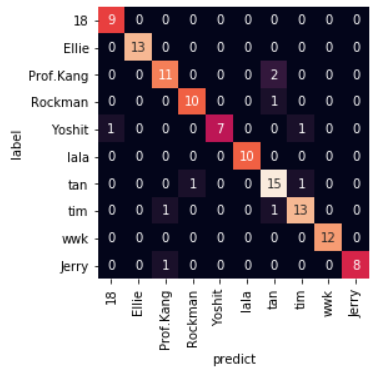 18 9 0 0 0 0 0 0 0 0 0
Ellie 0 13 0 0 0 0 0 0 0 0
Prof.Kang 0 0 11 0 0 0 2 0 0 0
Rockman 0 0 0 10 0 0 1 0 0 0
Yoshit 1 0 0 0 7 0 0 1 0 0
lala 0 0 0 0 0 10 0 0 0 0
tan 0 0 0 1 0 0 15 1 0 0
tim 0 0 1 0 0 0 1 13 0 0
wwk 0 0 0 0 0 0 0 0 12 0
Jerry 0 0 1 0 0 0 0 0 0 8
label
18 Ellie Prof.Kang Rockman Yoshit lala tan tim wwk Jerry
predict